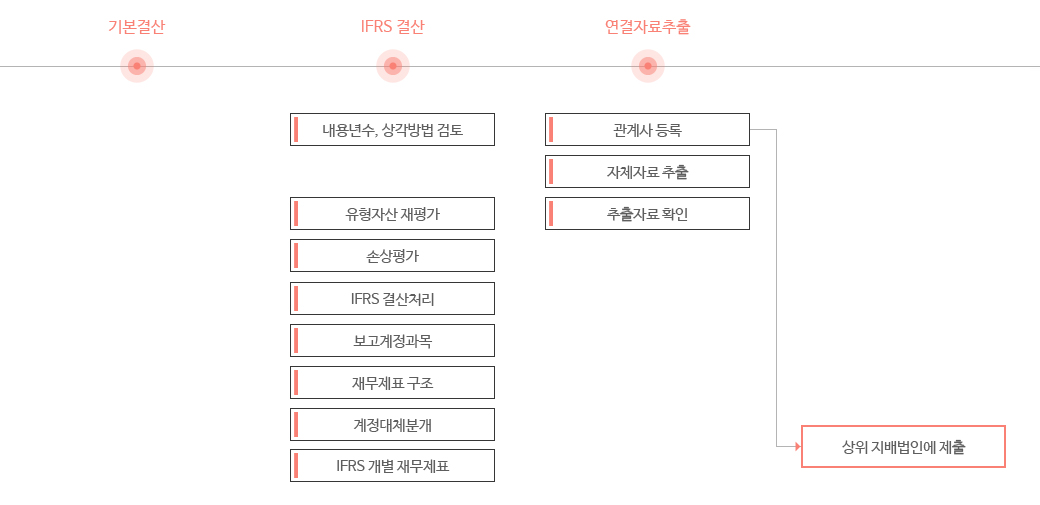 기본결산
IFRS 결산
연결자료추출
내용년수, 상각방법 검토
관계사 등록
자체자료 추출
유형자산 재평가
추출자료 확인
손상평가
IFRS 결산처리
보고계정과목
재무제표 구조
계정대체분개
상위 지배법인에 제출
IFRS 개별 재무제표